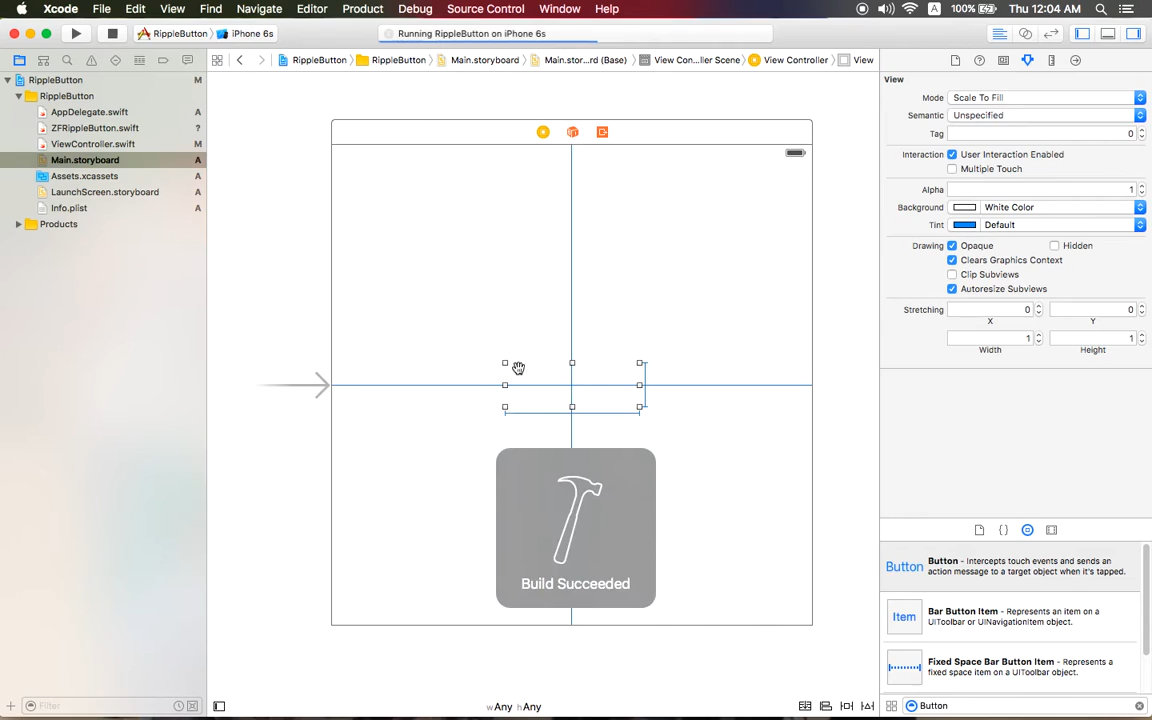 Xcode File Edit View Find Navigate Editor Product Debug Source Control Window Help A 100% Thu 12:04 AM
RippleButton iPhone 6s Running RippleButton on iPhone 6s
RippleButton RippleButton Main.storyboard Main.stor...rd (Base) View Con...ller Scene View Controller View
RippleButton M
RippleButton
AppDelegate.swift A
ZFRippleButton.swift ?
ViewController.swift M
Main.storyboard A
Assets.xcassets A
LaunchScreen.storyboard A
Info.plist A
Products
Build Succeeded
View
Mode Scale To Fill
Semantic Unspecified
Tag 0
Interaction User Interaction Enabled
Multiple Touch
Alpha 1
Background White Color
Tint Default
Drawing Opaque Hidden
Clears Graphics Context
Clip Subviews
Autoresize Subviews
Stretching 0 0
X Y
1 1
Width Height
Button Button - Intercepts touch events and sends an
action message to a target object when it's tapped.
Item Bar Button Item - Represents an item on a
UIToolbar or UINavigationItem object.
Fixed Space Bar Button Item - Represents a
fixed space item on a UIToolbar object.
Filter
wAny hAny
Button